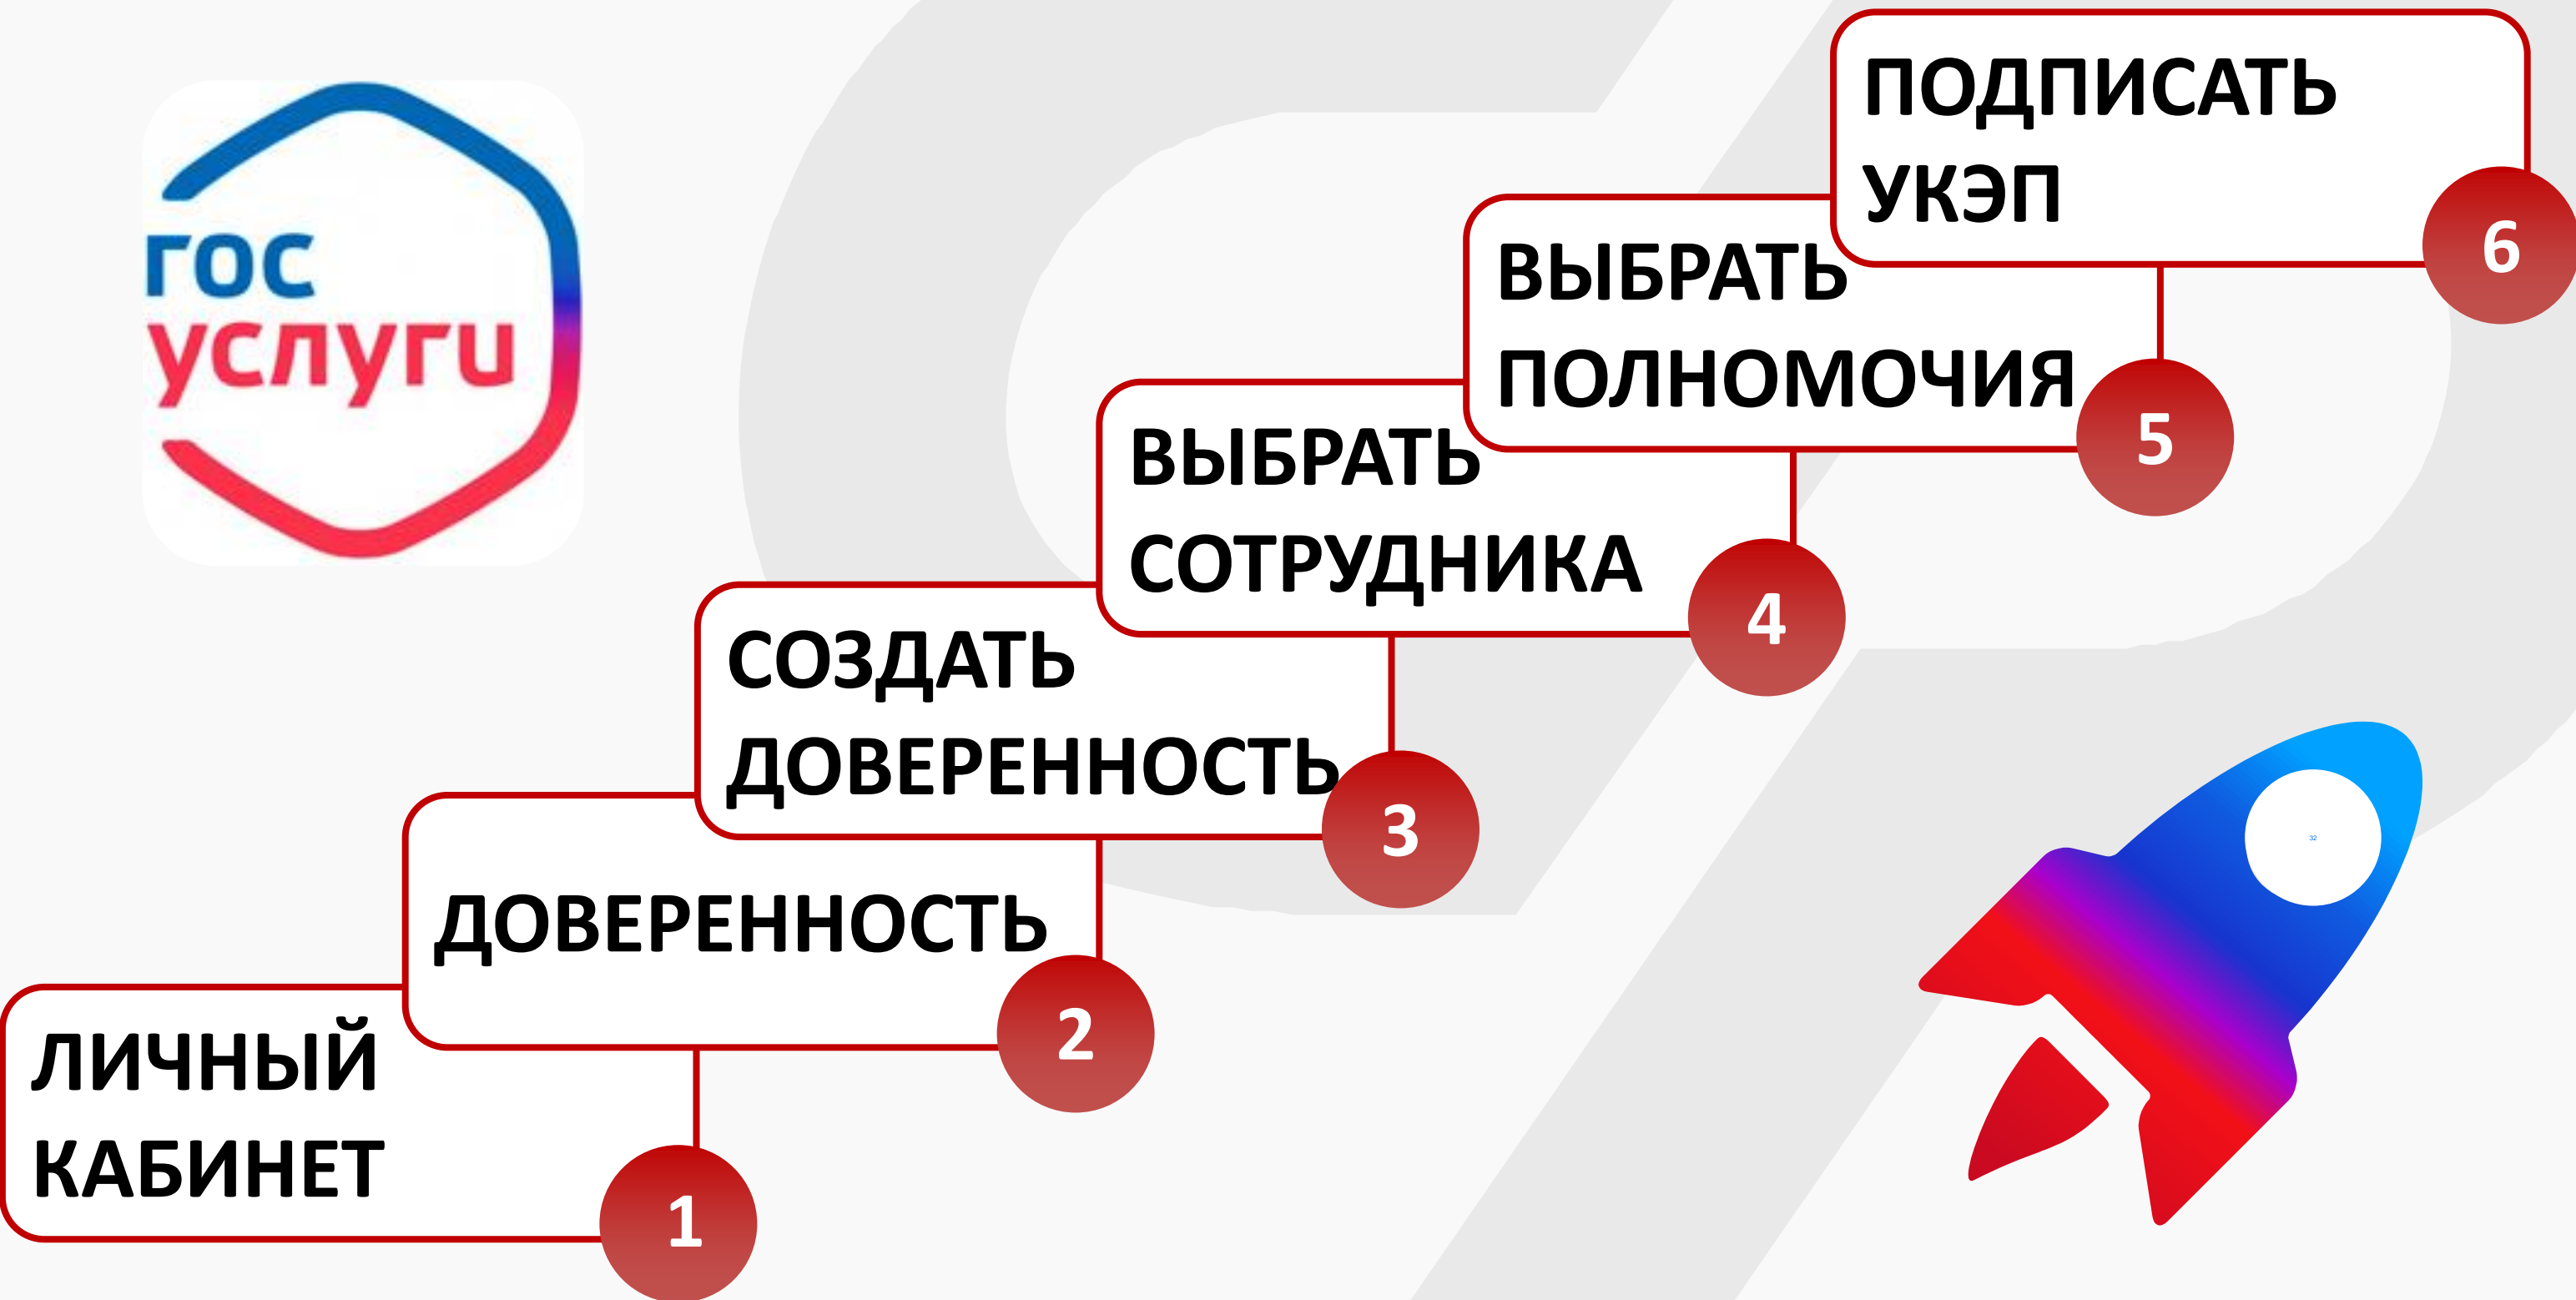 гос
услуги
ПОДПИСАТЬ
УКЭП
6
ВЫБРАТЬ
ПОЛНОМОЧИЯ
5
ВЫБРАТЬ
СОТРУДНИКА
4
СОЗДАТЬ
ДОВЕРЕННОСТЬ
3
ДОВЕРЕННОСТЬ
2
ЛИЧНЫЙ
КАБИНЕТ
1
32